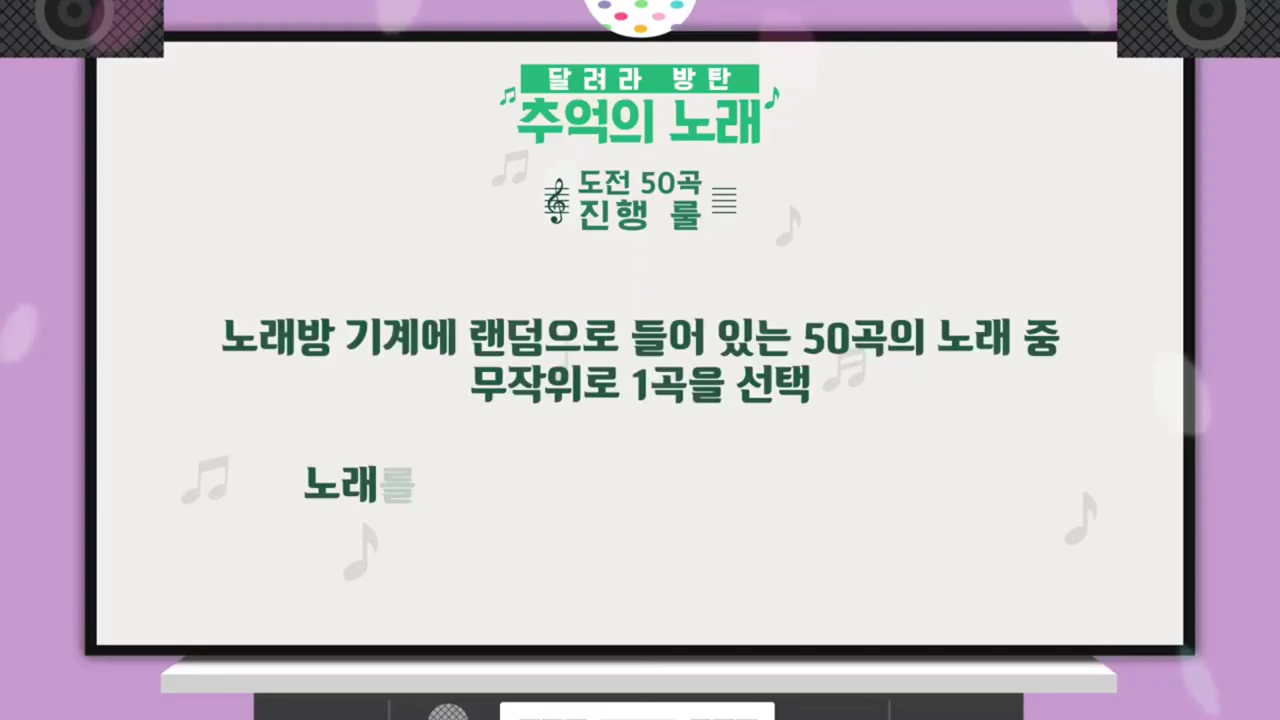 달려라 방탄
추억의 노래
도전 50곡
진행 룰
노래방 기계에 랜덤으로 들어 있는 50곡의 노래 중
무작위로 1곡을 선택
노래를